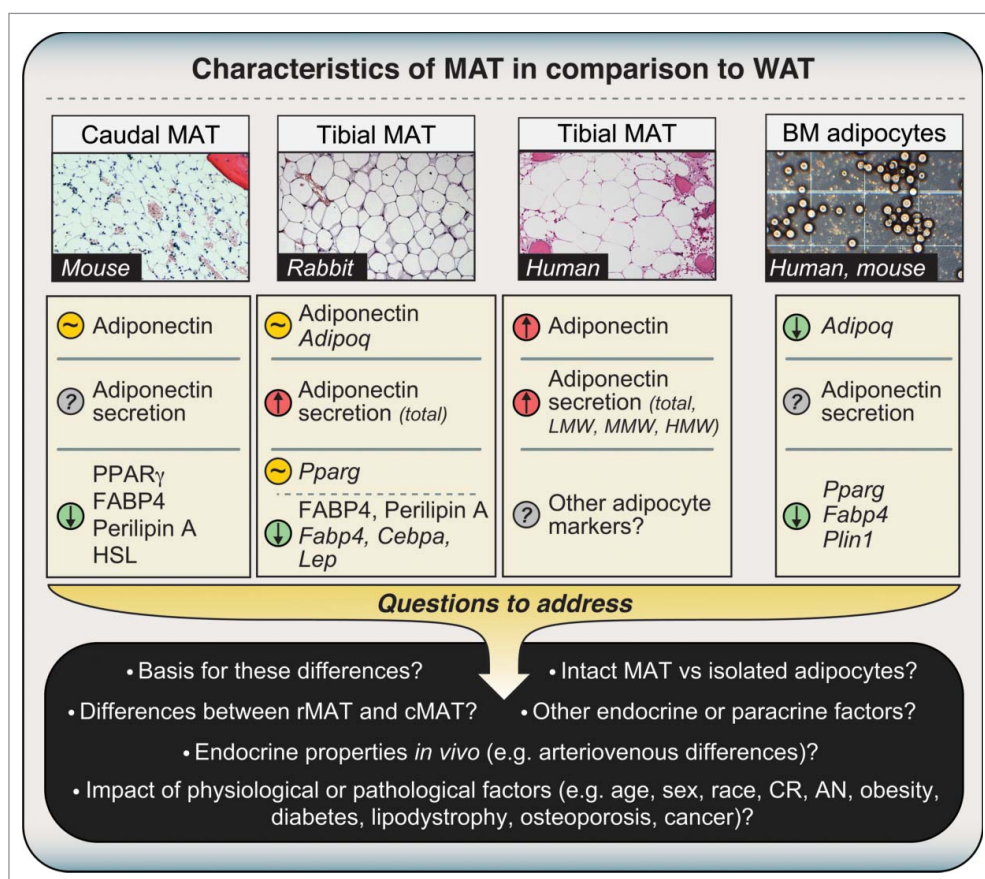 Characteristics of MAT in comparison to WAT
Caudal MAT
Mouse
~ Adiponectin
? Adiponectin
secretion
↓ PPARγ
FABP4
Perilipin A
HSL
Tibial MAT
Rabbit
~ Adiponectin
Adipoq
↑ Adiponectin
secretion (total)
~ Pparg
↓ FABP4, Perilipin A
Fabp4, Cebpa,
Lep
Tibial MAT
Human
↑ Adiponectin
↑ Adiponectin
secretion (total,
LMW, MMW, HMW)
? Other adipocyte
markers?
BM adipocytes
Human, mouse
↓ Adipoq
? Adiponectin
secretion
↓ Pparg
Fabp4
Plin1
Questions to address
• Basis for these differences?
• Intact MAT vs isolated adipocytes?
• Differences between rMAT and cMAT?
• Other endocrine or paracrine factors?
• Endocrine properties in vivo (e.g. arteriovenous differences)?
• Impact of physiological or pathological factors (e.g. age, sex, race, CR, AN, obesity,
diabetes, lipodystrophy, osteoporosis, cancer)?